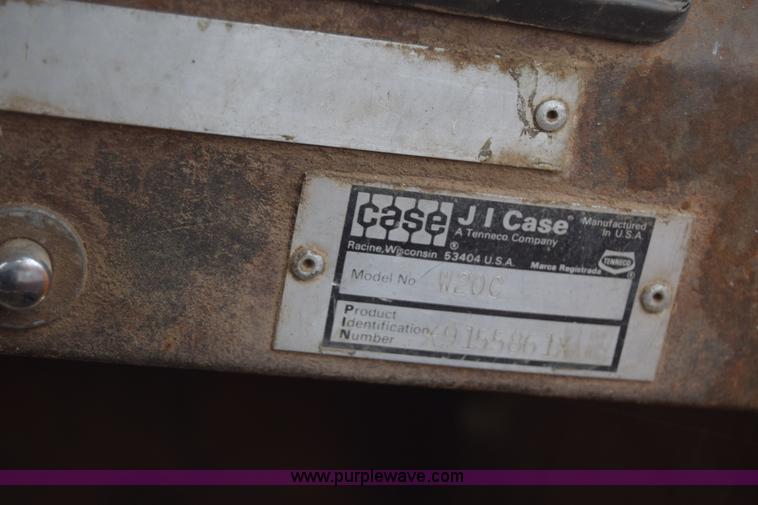 case J I Case® Manufactured
A Tenneco Company In U.S.A.
Racine, Wisconsin 53404 U.S.A.
Marca Registrada TENNECO ®
Model No W20C
Product
Identification
Number 9155861
www.purplewave.com